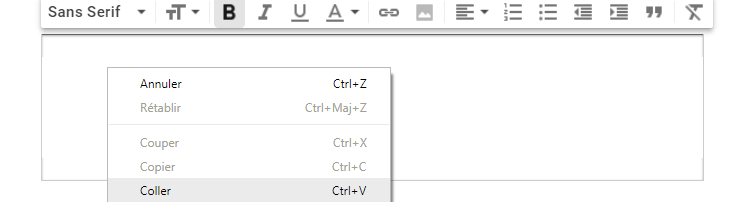 Sans Serif
Annuler Ctrl+Z
Rétablir Ctrl+Maj+Z
Couper Ctrl+X
Copier Ctrl+C
Coller Ctrl+V